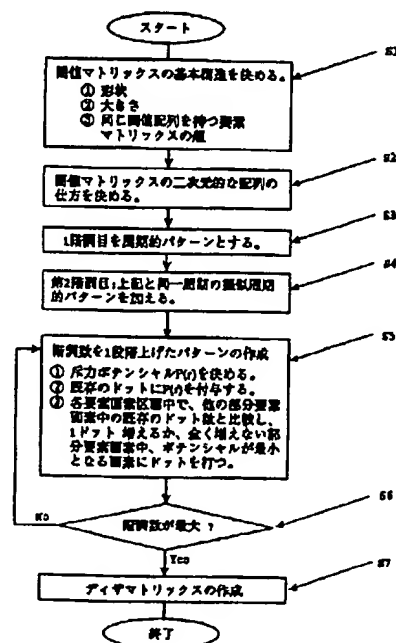 スタート
S1
閾値マトリックスの基本構造を決める。
① 形状
② 大きさ
③ 同じ閾値配列を持つ要素
マトリックスの組
S2
閾値マトリックスの二次元的な配列の
仕方を決める。
S3
1階調目を周期的パターンとする。
S4
第2階調目:上記と同一周期の擬似周期
的パターンを加える。
S5
階調数を1段階上げたパターンの作成
① 斥力ポテンシャルP(r)を決める。
② 既存のドットにP(r)を付与する。
③ 各要素画素区画中で、他の部分要素
画素中の既存のドット数と比較し、
1ドット 増えるか、全く増えない部
分要素画素中、ポテンシャルが最小
となる画素にドットを打つ。
S6
No
階調数が最大 ?
Yes
S7
ディザマトリックスの作成
終了